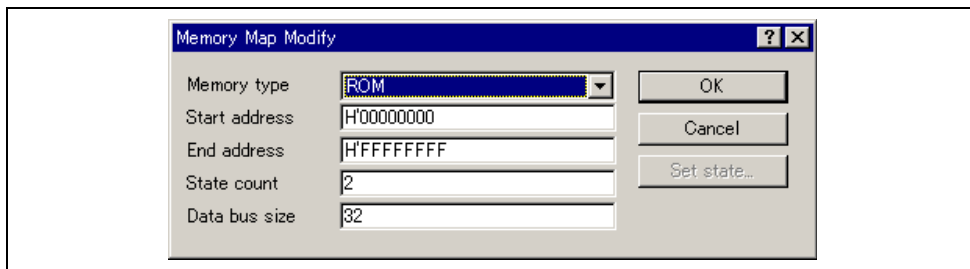 Memory Map Modify
Memory type ROM OK
Start address H'00000000
Cancel
End address H'FFFFFFFF
Set state...
State count 2
Data bus size 32